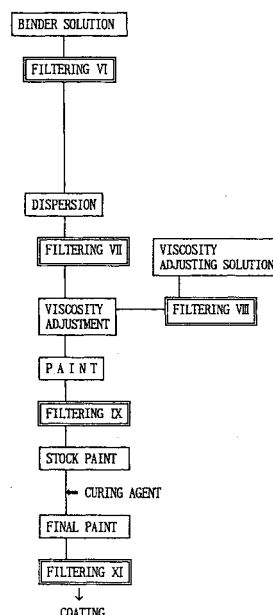 BINDER SOLUTION
FILTERING VI
DISPERSION
FILTERING VII
VISCOSITY
ADJUSTING SOLUTION
VISCOSITY
ADJUSTMENT
FILTERING VIII
PAINT
FILTERING IX
STOCK PAINT
CURING AGENT
FINAL PAINT
FILTERING XI
COATING